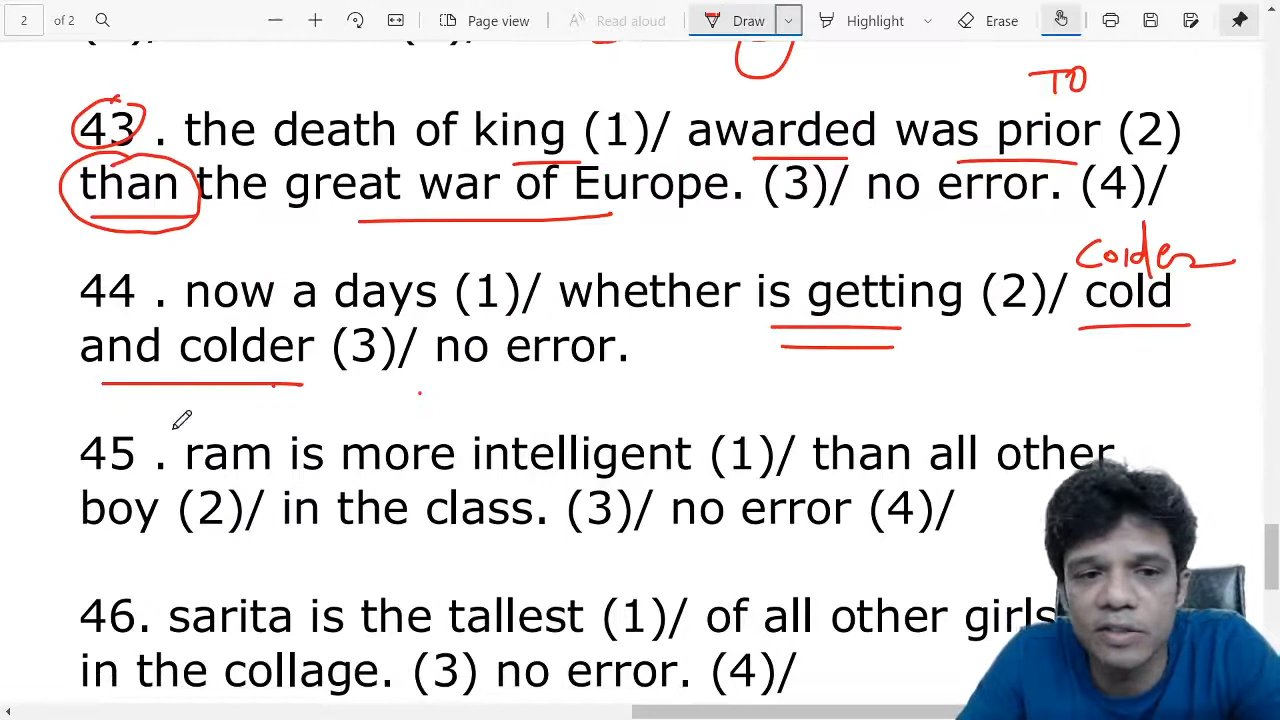 2 of 2 Page view Read aloud Draw Highlight Erase
TO
43 . the death of king (1)/ awarded was prior (2)
than the great war of Europe. (3)/ no error. (4)/
colder
44 . now a days (1)/ whether is getting (2)/ cold
and colder (3)/ no error.
45 . ram is more intelligent (1)/ than all other
boy (2)/ in the class. (3)/ no error (4)/
46. sarita is the tallest (1)/ of all other girls
in the collage. (3) no error. (4)/